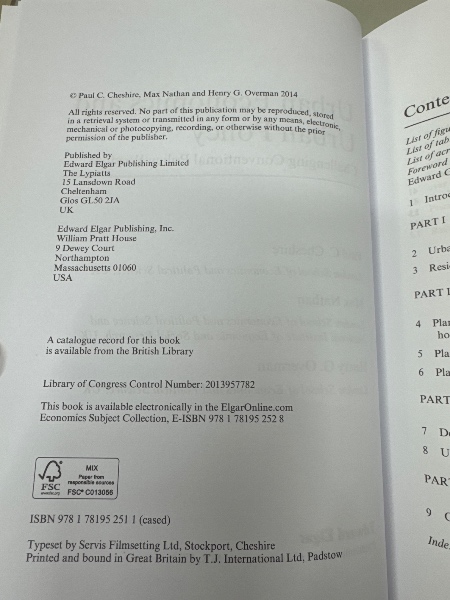 © Paul C. Cheshire, Max Nathan and Henry G. Overman 2014
All rights reserved. No part of this publication may be reproduced, stored
in a retrieval system or transmitted in any form or by any means, electronic,
mechanical or photocopying, recording, or otherwise without the prior
permission of the publisher.
Published by
Edward Elgar Publishing Limited
The Lypiatts
15 Lansdown Road
Cheltenham
Glos GL50 2JA
UK
Edward Elgar Publishing, Inc.
William Pratt House
9 Dewey Court
Northampton
Massachusetts 01060
USA
A catalogue record for this book
is available from the British Library
Library of Congress Control Number: 2013957782
This book is available electronically in the ElgarOnline.com
Economics Subject Collection, E-ISBN 978 1 78195 252 8
FSC
www.fsc.org
MIX
Paper from
responsible sources
FSC® C013056
ISBN 978 1 78195 251 1 (cased)
Typeset by Servis Filmsetting Ltd, Stockport, Cheshire
Printed and bound in Great Britain by T.J. International Ltd, Padstow
Conte
List of figu
List of tab
List of acr
Foreword
Edward G
1 Introd
PART I
2 Urba
3 Resi
PART I
4 Plan
ho
5 Pla
6 Pla
PART
7 D
8 U
PAR
9
Inde